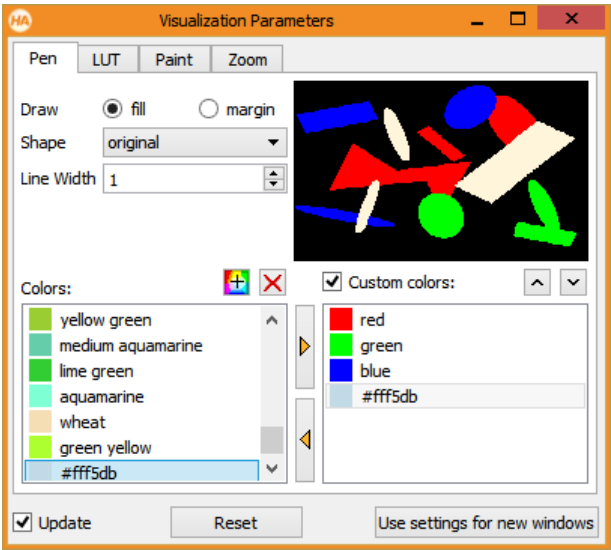 HA Visualization Parameters
Pen LUT Paint Zoom
Draw fill margin
Shape original
Line Width 1
Colors: Custom colors:
yellow green red
medium aquamarine green
lime green blue
aquamarine #fff5db
wheat
green yellow
#fff5db
Update Reset Use settings for new windows